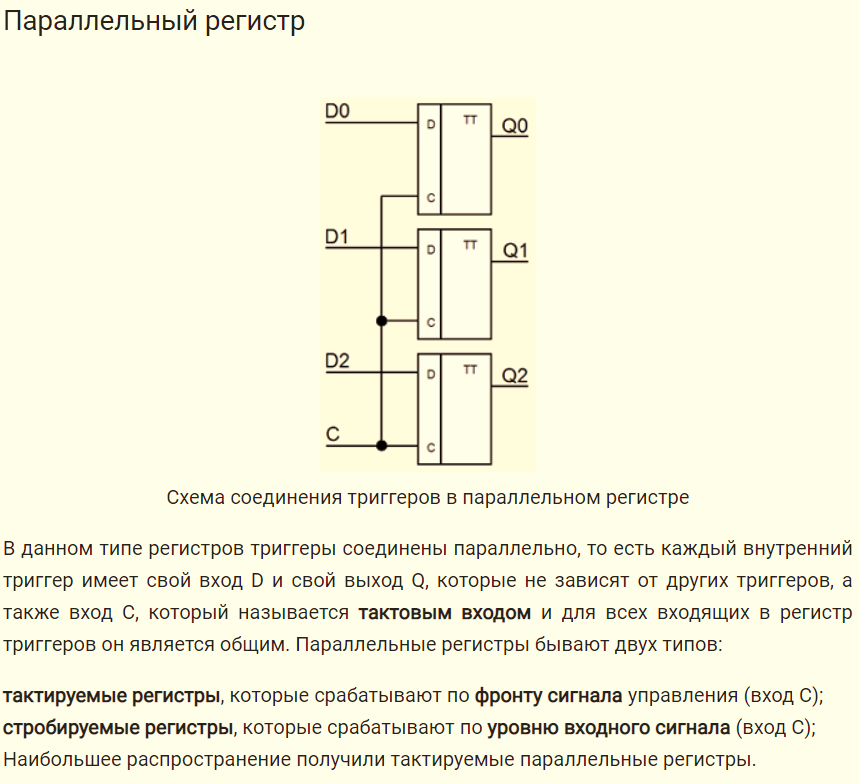 Параллельный регистр
D0
D
TT
Q0
C
D1
D
TT
Q1
C
D2
D
TT
Q2
C
C
Схема соединения триггеров в параллельном регистре
В данном типе регистров триггеры соединены параллельно, то есть каждый внутренний
триггер имеет свой вход D и свой выход Q, которые не зависят от других триггеров, а
также вход С, который называется тактовым входом и для всех входящих в регистр
триггеров он является общим. Параллельные регистры бывают двух типов:
тактируемые регистры, которые срабатывают по фронту сигнала управления (вход С);
стробируемые регистры, которые срабатывают по уровню входного сигнала (вход С);
Наибольшее распространение получили тактируемые параллельные регистры.